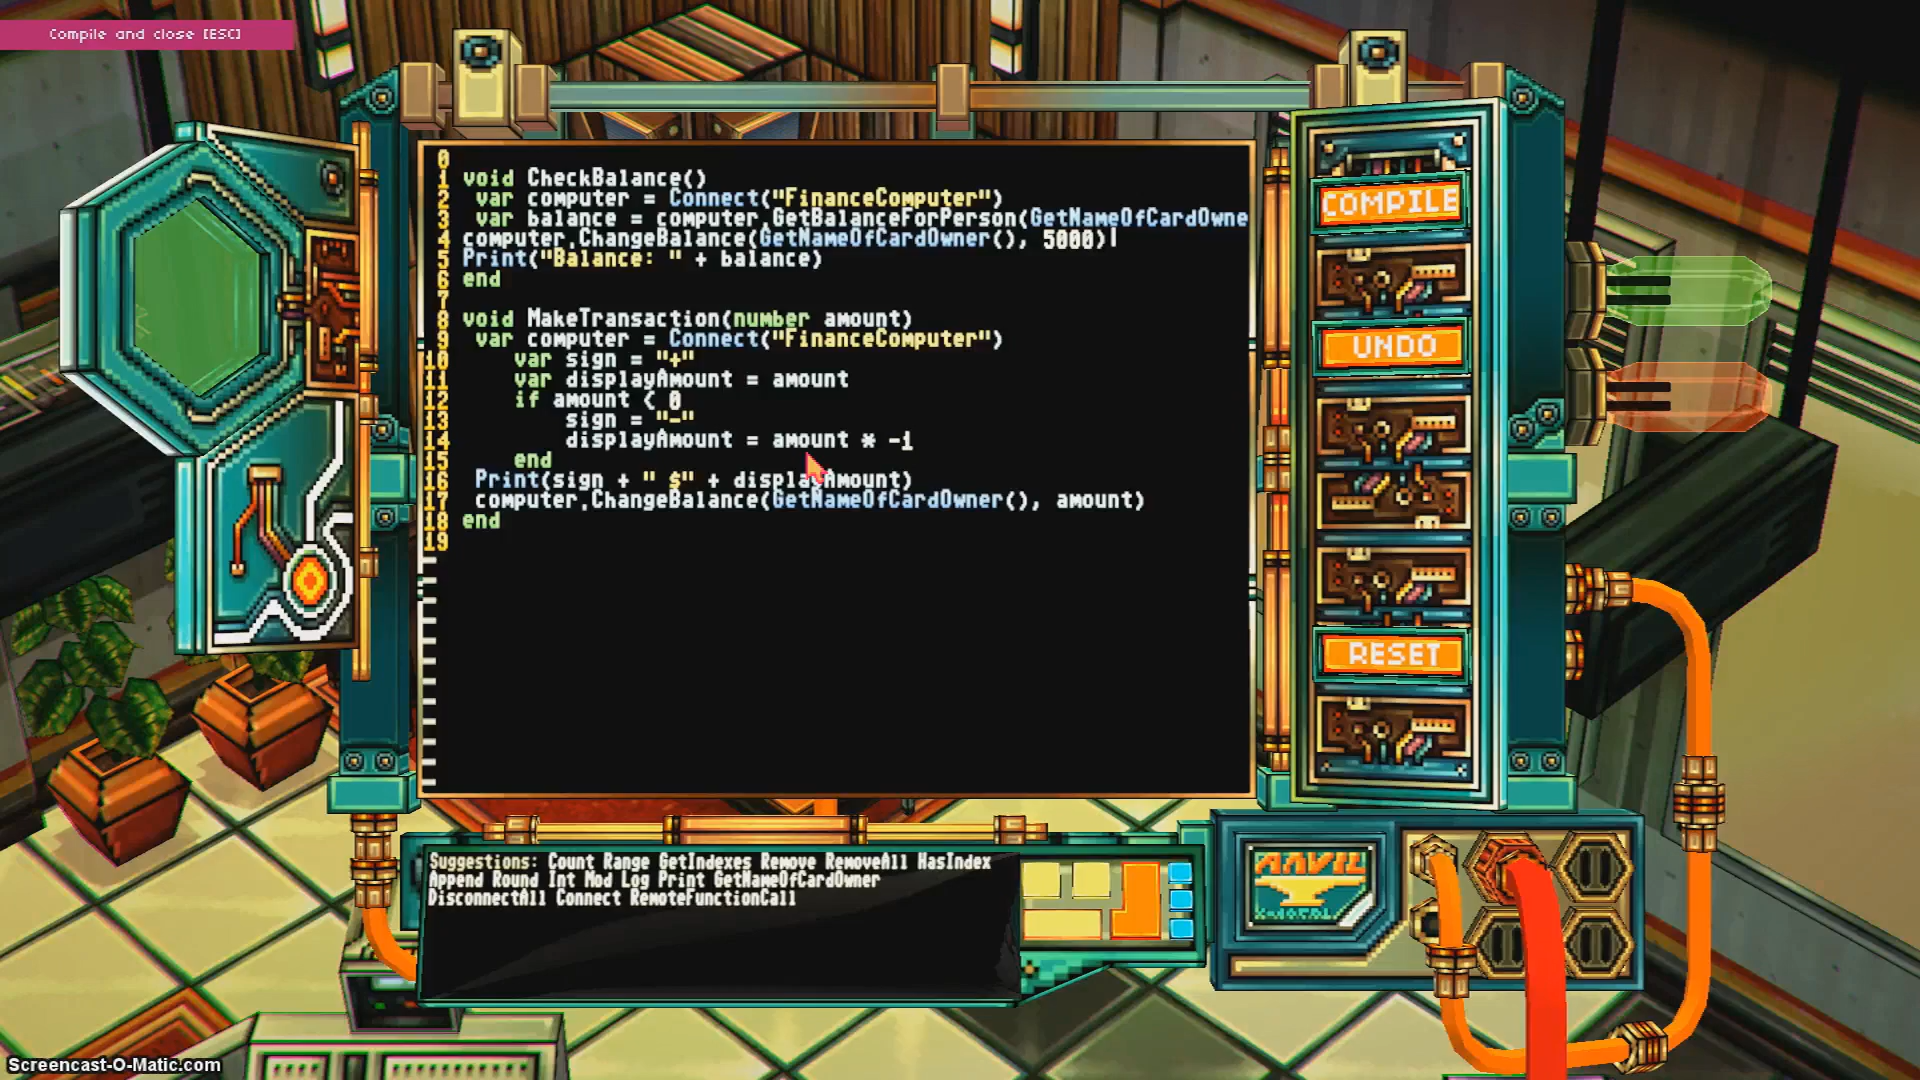 Compile and close [ESC]
0
1 void CheckBalance()
2 var computer = Connect("FinanceComputer")
3 var balance = computer.GetBalanceForPerson(GetNameOfCardOwne
4 computer.ChangeBalance(GetNameOfCardOwner(), 5000)
5 Print("Balance: " + balance)
6 end
7
8 void MakeTransaction(number amount)
9 var computer = Connect("FinanceComputer")
10 var sign = "+"
11 var displayAmount = amount
12 if amount < 0
13 sign = "-"
14 displayAmount = amount * -1
15 end
16 Print(sign + " $" + displayAmount)
17 computer.ChangeBalance(GetNameOfCardOwner(), amount)
18 end
19
COMPILE
UNDO
RESET
Suggestions: Count Range GetIndexes Remove RemoveAll HasIndex
Append Round Int Mod Log Print GetNameOfCardOwner
DisconnectAll Connect RemoteFunctionCall
ANVIL
Screencast-O-Matic.com